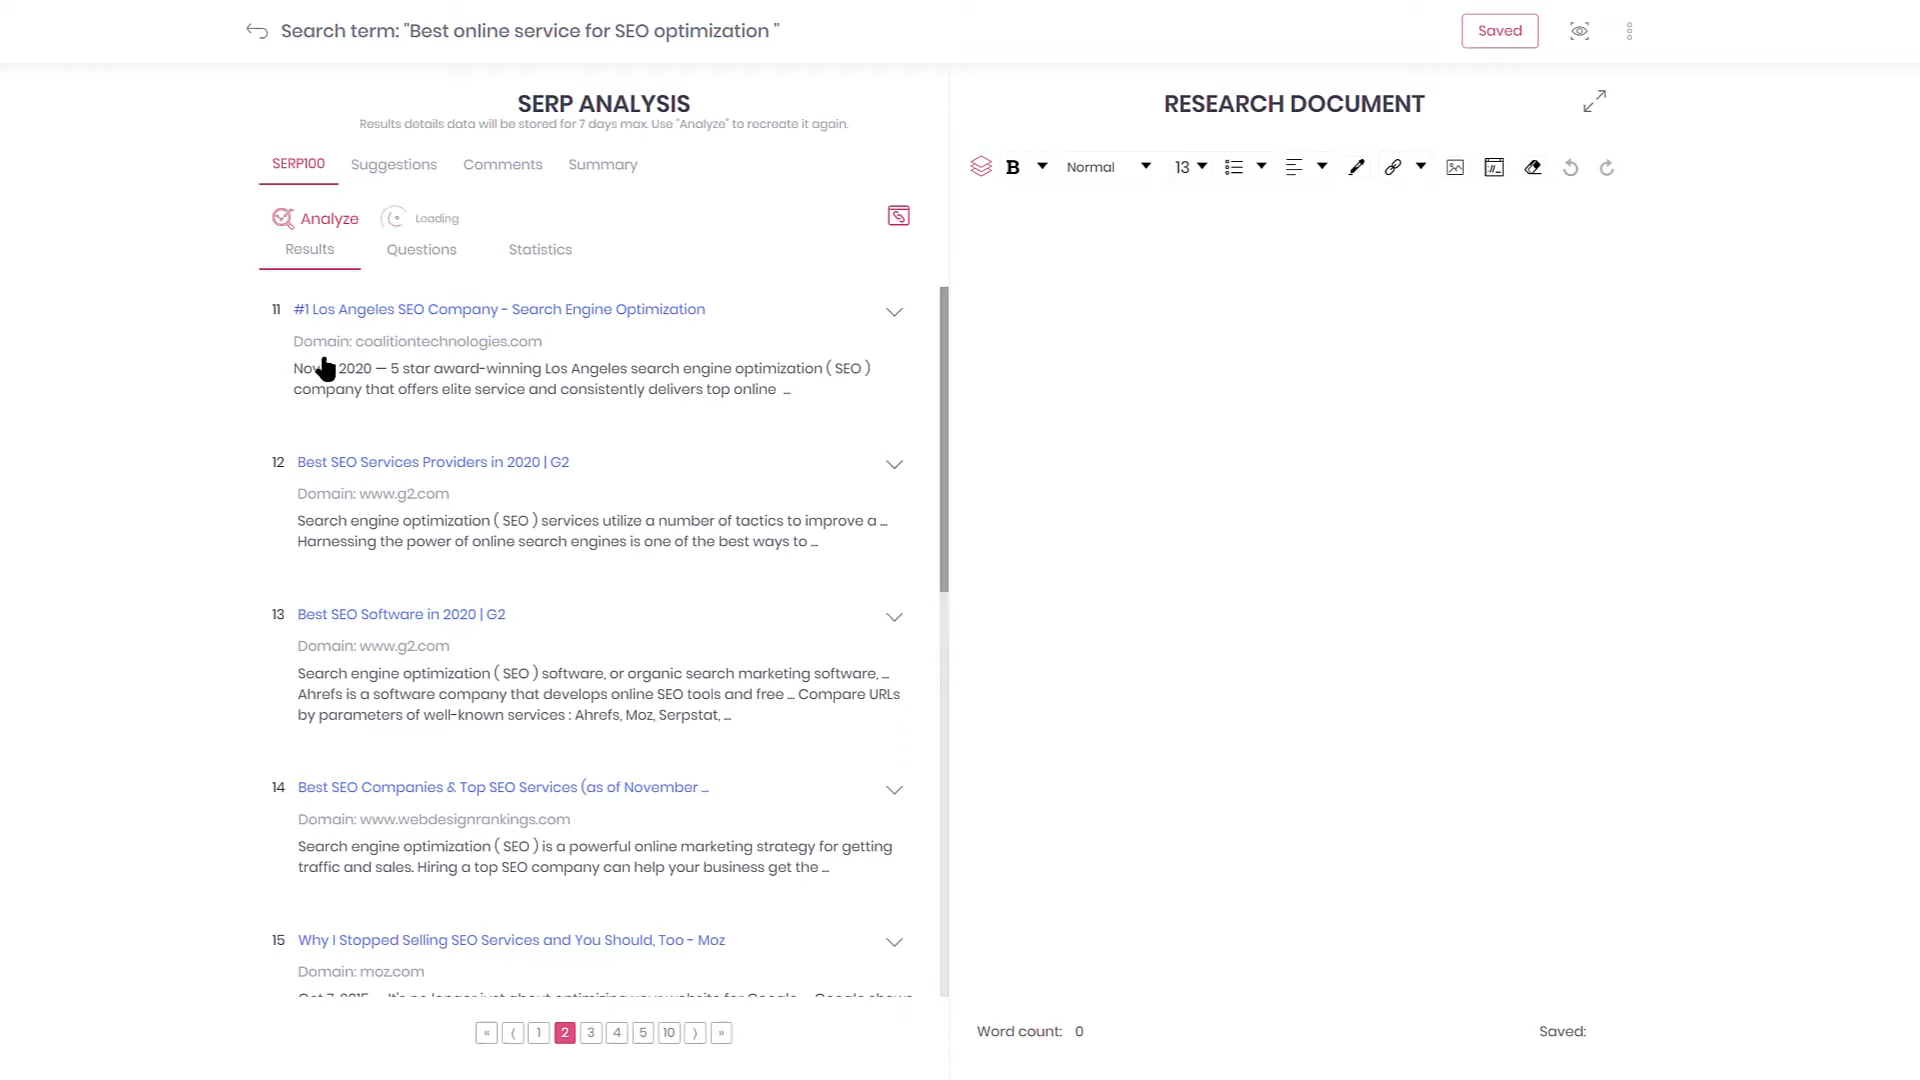 Search term: "Best online service for SEO optimization "
Saved
SERP ANALYSIS
Results details data will be stored for 7 days max. Use "Analyze" to recreate it again.
SERP100 Suggestions Comments Summary
Analyze Loading
Results Questions Statistics
11 #1 Los Angeles SEO Company - Search Engine Optimization
Domain: coalitiontechnologies.com
Nov 2020 — 5 star award-winning Los Angeles search engine optimization ( SEO )
company that offers elite service and consistently delivers top online ...
12 Best SEO Services Providers in 2020 | G2
Domain: www.g2.com
Search engine optimization ( SEO ) services utilize a number of tactics to improve a ...
Harnessing the power of online search engines is one of the best ways to ...
13 Best SEO Software in 2020 | G2
Domain: www.g2.com
Search engine optimization ( SEO ) software, or organic search marketing software, ...
Ahrefs is a software company that develops online SEO tools and free ... Compare URLs
by parameters of well-known services : Ahrefs, Moz, Serpstat, ...
14 Best SEO Companies & Top SEO Services (as of November ...
Domain: www.webdesignrankings.com
Search engine optimization ( SEO ) is a powerful online marketing strategy for getting
traffic and sales. Hiring a top SEO company can help your business get the ...
15 Why I Stopped Selling SEO Services and You Should, Too - Moz
Domain: moz.com
« ⟨ 1 2 3 4 5 10 ⟩ »
RESEARCH DOCUMENT
B Normal 13
Word count: 0
Saved: